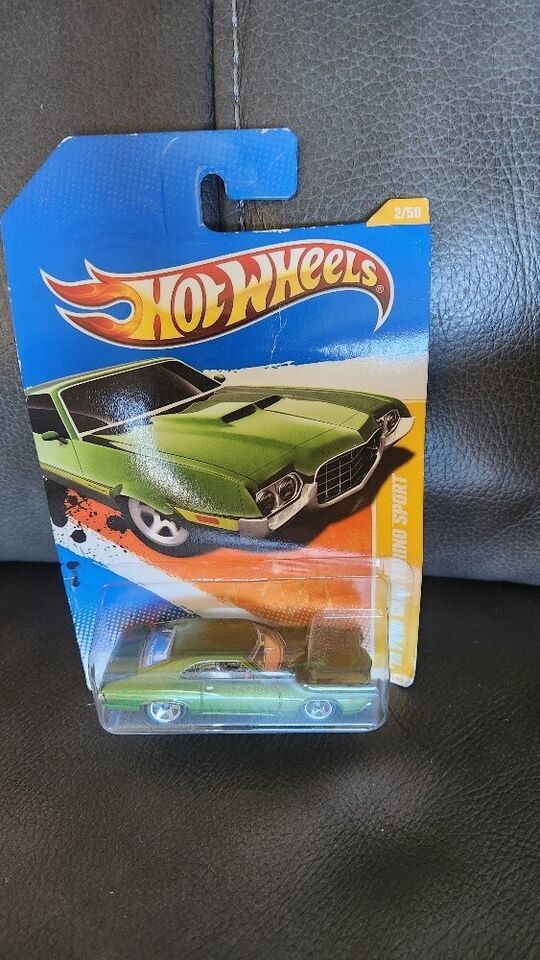 2/50
HOT WHEELS®
'72 FORD GRAN TORINO SPORT